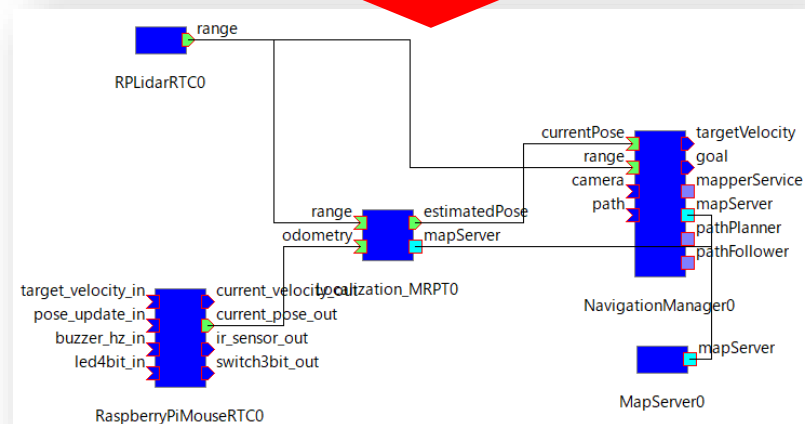 range
RPLidarRTC0
currentPose
range
camera
path
targetVelocity
goal
mapperService
mapServer
pathPlanner
pathFollower
NavigationManager0
range
odometry
estimatedPose
mapServer
Localization_MRPT0
target_velocity_in
pose_update_in
buzzer_hz_in
led4bit_in
current_velocity_out
current_pose_out
ir_sensor_out
switch3bit_out
RaspberryPiMouseRTC0
mapServer
MapServer0